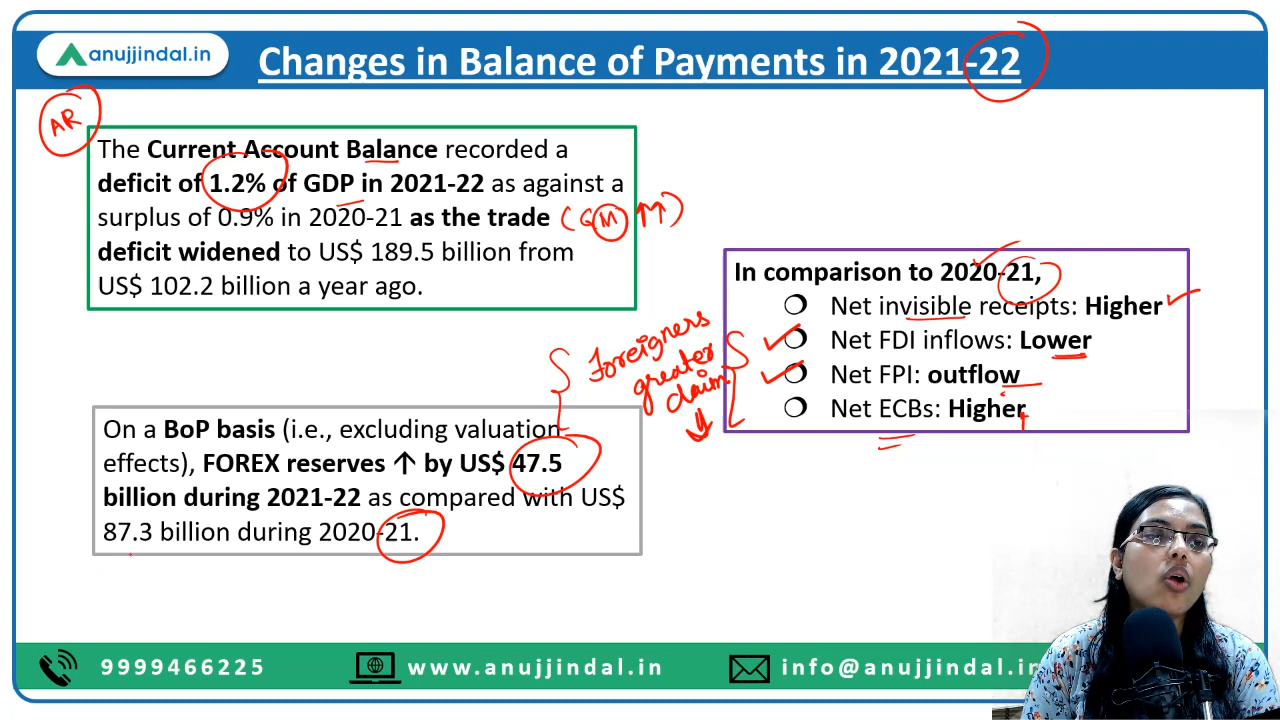 anujjindal.in
Changes in Balance of Payments in 2021-22
AR
The Current Account Balance recorded a
deficit of 1.2% of GDP in 2021-22 as against a
surplus of 0.9% in 2020-21 as the trade
deficit widened to US$ 189.5 billion from
US$ 102.2 billion a year ago.
In comparison to 2020-21,
❍ Net invisible receipts: Higher
❍ Net FDI inflows: Lower
❍ Net FPI: outflow
❍ Net ECBs: Higher
Foreigners
greater
claim
On a BoP basis (i.e., excluding valuation
effects), FOREX reserves ↑ by US$ 47.5
billion during 2021-22 as compared with US$
87.3 billion during 2020-21.
9999466225
www.anujjindal.in
info@anujjindal.in